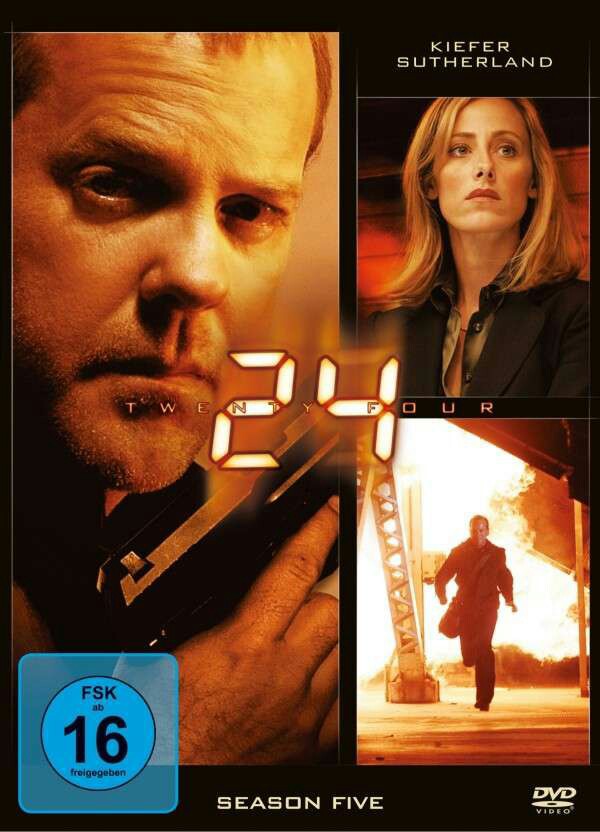 KIEFER
SUTHERLAND
24
TWENTY FOUR
FSK
ab
16
freigegeben
SEASON FIVE
DVD
VIDEO